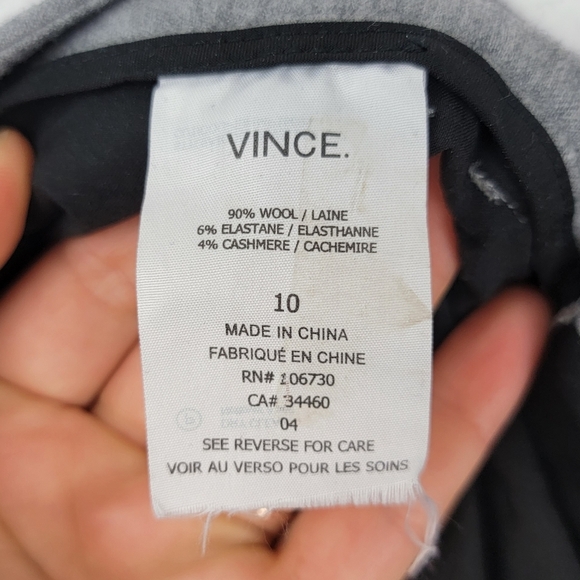 VINCE.
90% WOOL / LAINE
6% ELASTANE / ELASTHANNE
4% CASHMERE / CACHEMIRE
10
MADE IN CHINA
FABRIQUÉ EN CHINE
RN# 106730
CA# 34460
04
SEE REVERSE FOR CARE
VOIR AU VERSO POUR LES SOINS